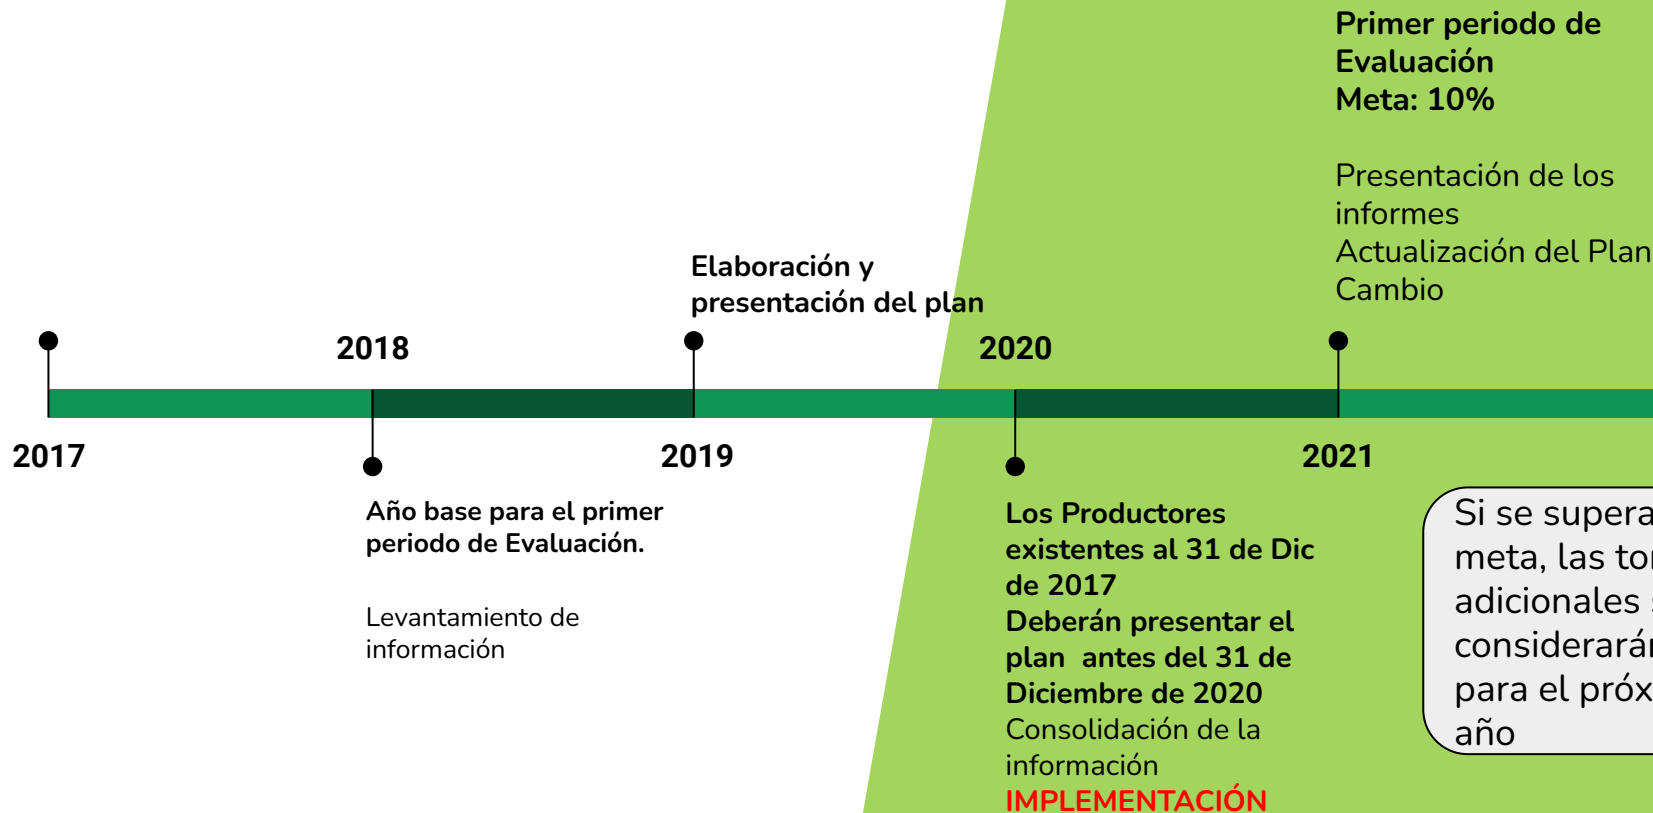 Primer periodo de
Evaluación
Meta: 10%
Presentación de los
informes
Actualización del Plan
Cambio
Elaboración y
presentación del plan
2018
2020
2017
2019
2021
Año base para el primer
periodo de Evaluación.
Levantamiento de
información
Los Productores
existentes al 31 de Dic
de 2017
Deberán presentar el
plan antes del 31 de
Diciembre de 2020
Consolidación de la
información
IMPLEMENTACIÓN
Si se supera
meta, las
adicionales
para el
año